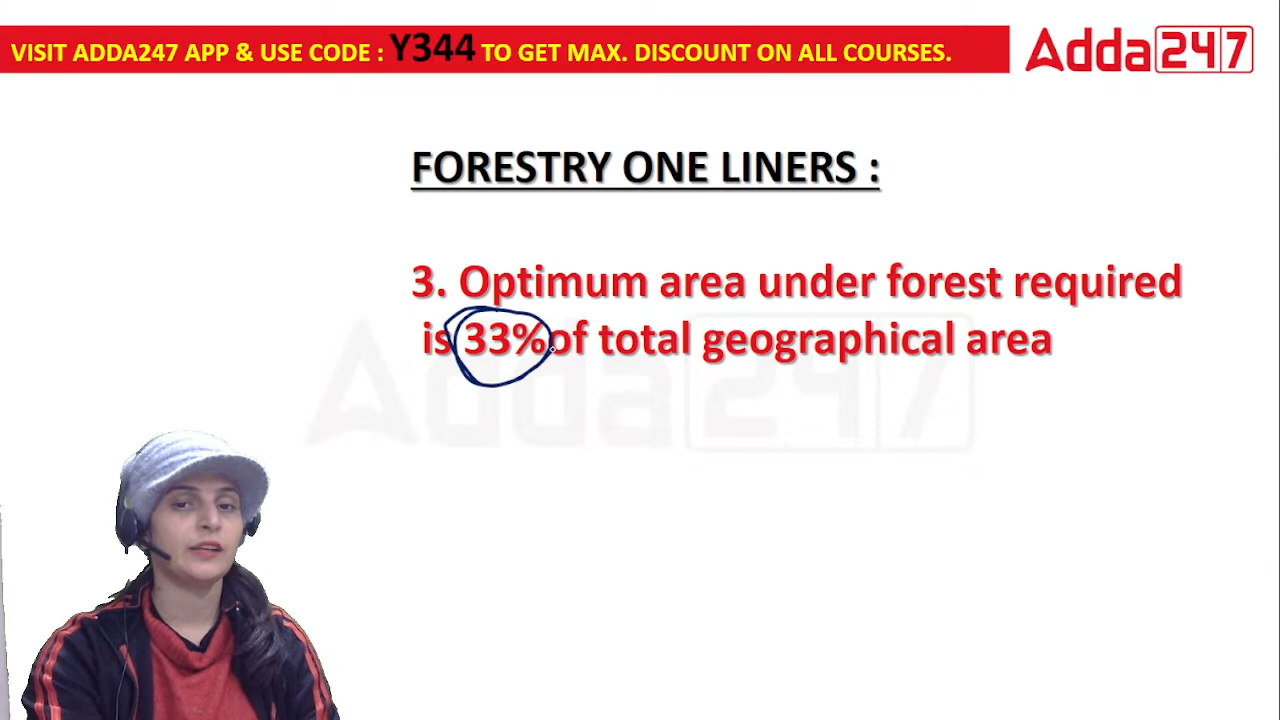 VISIT ADDA247 APP & USE CODE : Y344 TO GET MAX. DISCOUNT ON ALL COURSES.
Adda247
FORESTRY ONE LINERS :
3. Optimum area under forest required
is 33% of total geographical area
Adda247